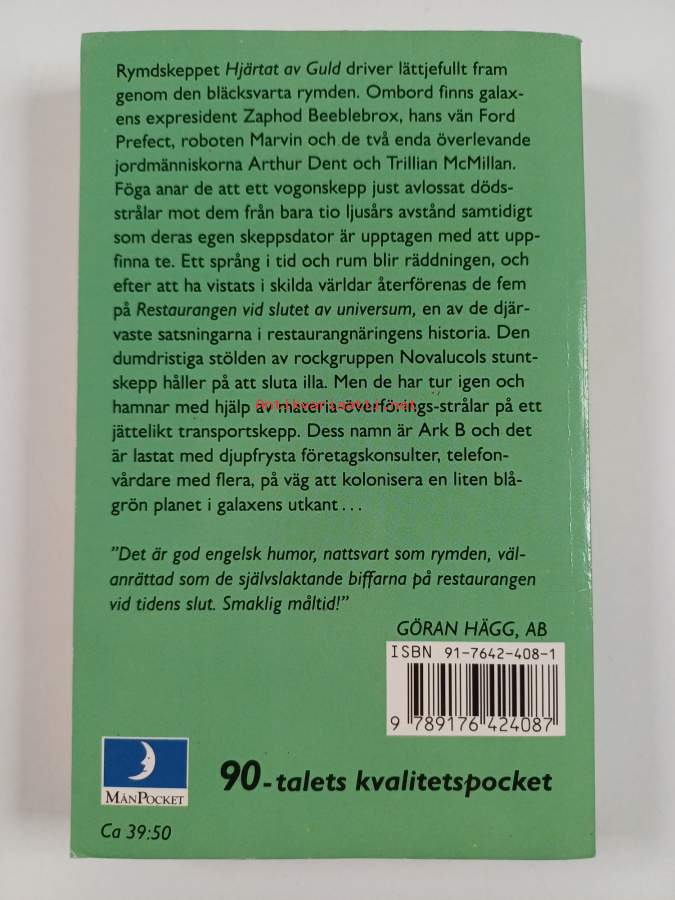 Rymdskeppet Hjärtat av Guld driver lättjefullt fram
genom den bläcksvarta rymden. Ombord finns galax-
ens expresident Zaphod Beeblebrox, hans vän Ford
Prefect, roboten Marvin och de två enda överlevande
jordmänniskorna Arthur Dent och Trillian McMillan.
Föga anar de att ett vogonskepp just avlossat döds-
strålar mot dem från bara tio ljusårs avstånd samtidigt
som deras egen skeppsdator är upptagen med att upp-
finna te. Ett språng i tid och rum blir räddningen, och
efter att ha vistats i skilda världar återförenas de fem
på Restaurangen vid slutet av universum, en av de djär-
vaste satsningarna i restaurangnäringens historia. Den
dumdristiga stölden av rockgruppen Novalucols stunt-
skepp håller på att sluta illa. Men de har tur igen och
hamnar med hjälp av materia-överförings-strålar på ett
jättelikt transportskepp. Dess namn är Ark B och det
är lastat med djupfrysta företagskonsulter, telefon-
vårdare med flera, på väg att kolonisera en liten blå-
grön planet i galaxens utkant...
"Det är god engelsk humor, nattsvart som rymden, väl-
anrättad som de självslaktande biffarna på restaurangen
vid tidens slut. Smaklig måltid!"
GÖRAN HÄGG, AB
ISBN 91-7642-408-1
9 789176 424087
90-talets kvalitetspocket
MÅNPOCKET
Ca 39:50